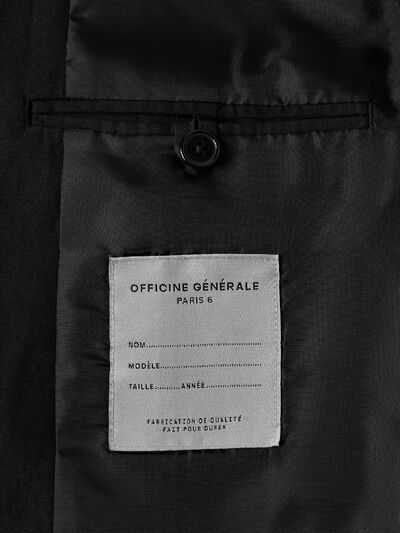 OFFICINE GÉNÉRALE
PARIS 6
NOM..............................
MODÈLE..........................
TAILLE..........ANNÉE..................
FABRICATION DE QUALITÉ
FAIT POUR DURER